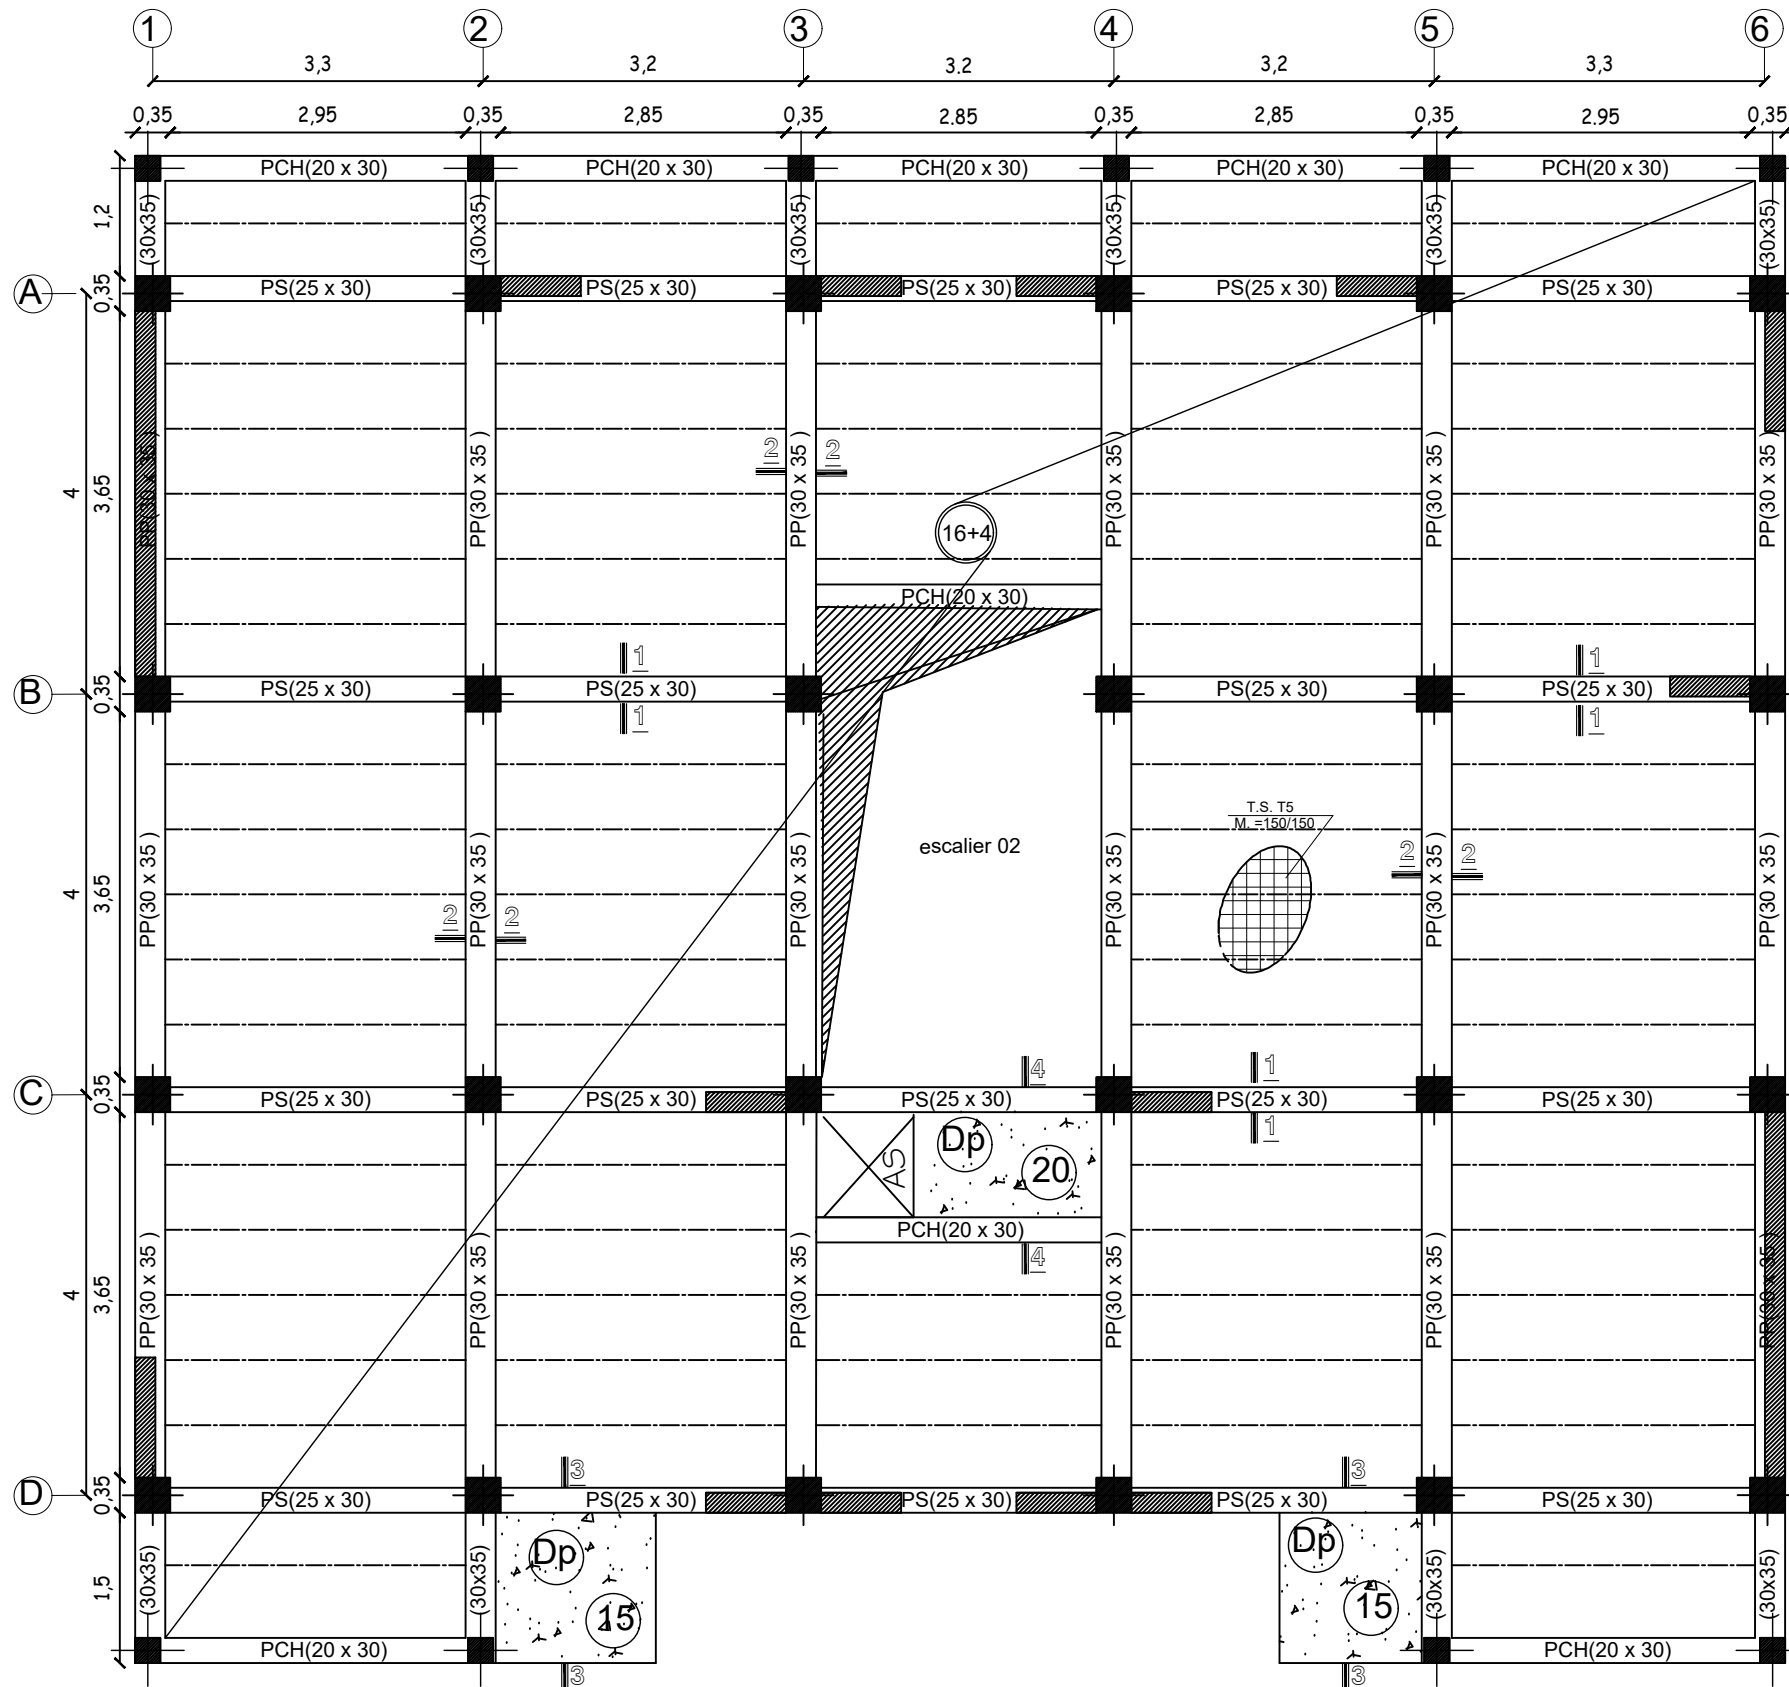 1 2 3 4 5 6
3,3 3,2 3.2 3,2 3,3
0,35 2,95 0,35 2,85 0,35 2.85 0,35 2,85 0,35 2.95 0,35
PCH(20 x 30) PCH(20 x 30) PCH(20 x 30) PCH(20 x 30) PCH(20 x 30)
1,2 (30x35) (30x35) (30x35) (30x35) (30x35) (30x35)
A 0,35 PS(25 x 30) PS(25 x 30) PS(25 x 30) PS(25 x 30) PS(25 x 30)
2 2
4 3,65 PP(30 x 35 ) PP(30 x 35 ) PP(30 x 35 ) PP(30 x 35 ) PP(30 x 35 ) PP(30 x 35 )
16+4
PCH(20 x 30)
1 1
B 0,35 PS(25 x 30) PS(25 x 30) PS(25 x 30) PS(25 x 30)
1 1
T.S. T5
M. =150/150
escalier 02
2 2
4 3,65 PP(30 x 35 ) PP(30 x 35 ) PP(30 x 35 ) PP(30 x 35 ) PP(30 x 35 ) PP(30 x 35 )
2 2
4 1
C 0,35 PS(25 x 30) PS(25 x 30) PS(25 x 30) PS(25 x 30) PS(25 x 30)
1
Dp
AS 20
PCH(20 x 30)
4
4 3,65 PP(30 x 35 ) PP(30 x 35 ) PP(30 x 35 ) PP(30 x 35 ) PP(30 x 35 ) PP(30 x 35 )
3 3
D 0,35 PS(25 x 30) PS(25 x 30) PS(25 x 30) PS(25 x 30) PS(25 x 30)
Dp Dp
1,5 (30x35) (30x35) (30x35) (30x35)
15 15
PCH(20 x 30) PCH(20 x 30)
3 3